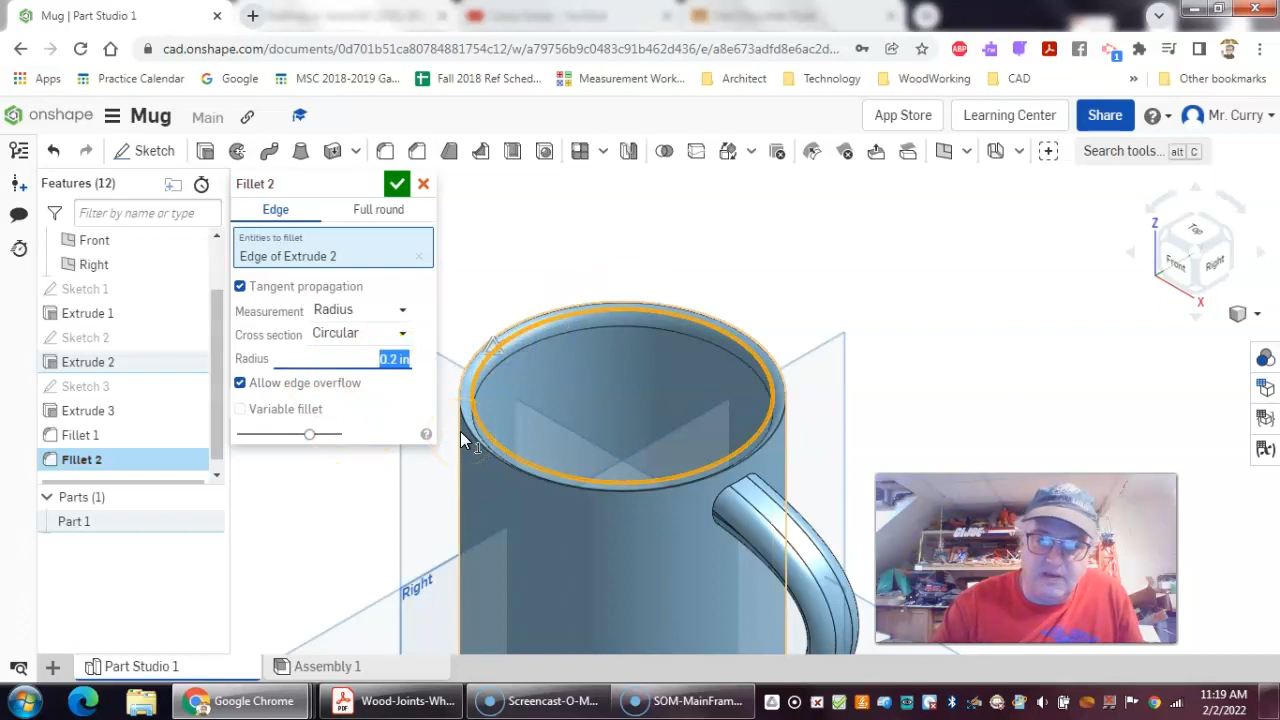 Mug | Part Studio 1
cad.onshape.com/documents/0d701b51ca80784881754c12/w/a79756b9c0483c91b462d436/e/a8e673adfd8e6ac2d...
ABP
1
Apps
Practice Calendar
Google
MSC 2018-2019 Ga...
Fall 2018 Ref Sched...
Measurement Work...
Architect
Technology
WoodWorking
CAD
»
Other bookmarks
onshape
Mug
Main
App Store
Learning Center
Share
Mr. Curry
Sketch
Search tools...
alt
C
Features (12)
Filter by name or type
Front
Right
Sketch 1
Extrude 1
Sketch 2
Extrude 2
Sketch 3
Extrude 3
Fillet 1
Fillet 2
Parts (1)
Part 1
Fillet 2
Edge
Full round
Entities to fillet
Edge of Extrude 2
Tangent propagation
Measurement
Radius
Cross section
Circular
Radius
0.2 in
Allow edge overflow
Variable fillet
1
Right
Z
Top
Front
Right
X
(x)
Part Studio 1
Assembly 1
Google Chrome
Wood-Joints-Wh...
Screencast-O-M...
SOM-MainFram...
11:19 AM
2/2/2022